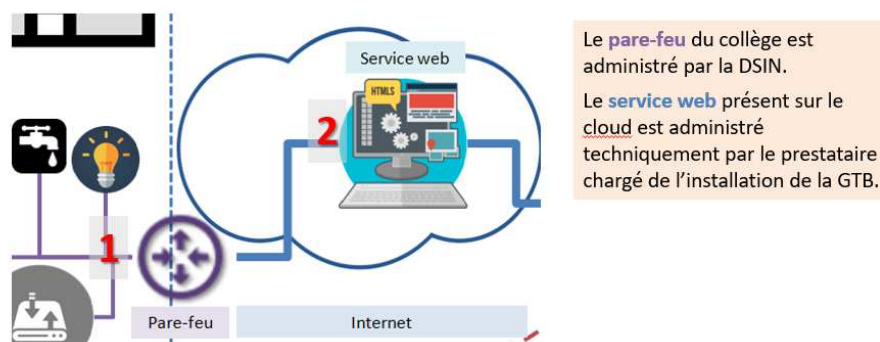 Service web
HTML5
2
1
Pare-feu
Internet
Le pare-feu du collège est
administré par la DSIN.
Le service web présent sur le
cloud est administré
techniquement par le prestataire
chargé de l'installation de la GTB.